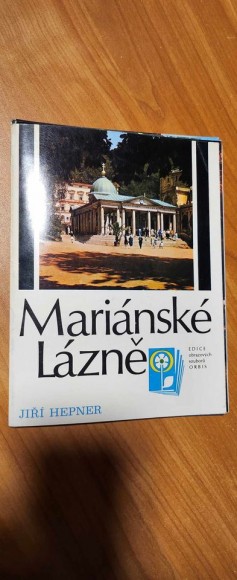 Mariánské
Lázně
EDICE
obrazových
souborů
ORBIS
JIŘÍ HEPNER